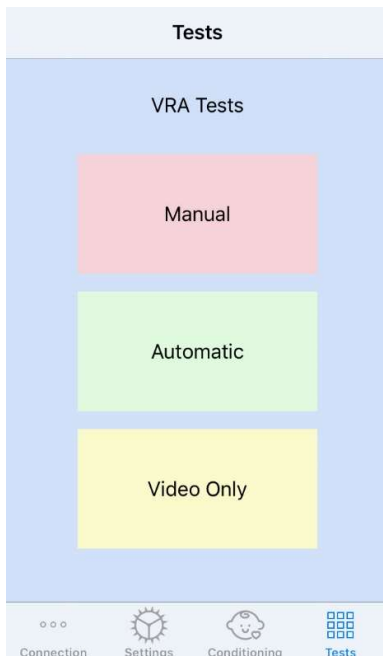 Tests
VRA Tests
Manual
Automatic
Video Only
Connection Settings Conditioning Tests